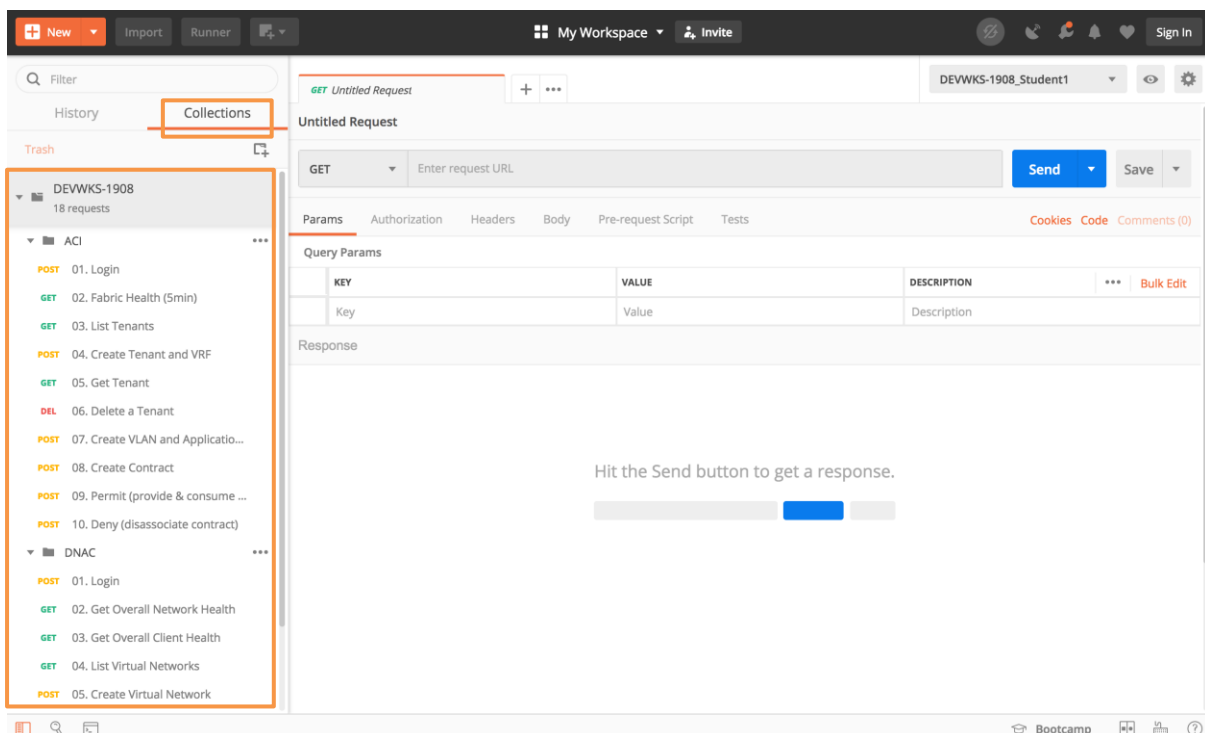 New Import Runner My Workspace Invite Sign In
Filter
History Collections
Trash
DEVWKS-1908
18 requests
ACI
POST 01. Login
GET 02. Fabric Health (5min)
GET 03. List Tenants
POST 04. Create Tenant and VRF
GET 05. Get Tenant
DEL 06. Delete a Tenant
POST 07. Create VLAN and Applicatio...
POST 08. Create Contract
POST 09. Permit (provide & consume ...
POST 10. Deny (disassociate contract)
DNAC
POST 01. Login
GET 02. Get Overall Network Health
GET 03. Get Overall Client Health
GET 04. List Virtual Networks
POST 05. Create Virtual Network
GET Untitled Request
DEVWKS-1908_Student1
Untitled Request
GET Enter request URL Send Save
Params Authorization Headers Body Pre-request Script Tests Cookies Code Comments (0)
Query Params
KEY VALUE DESCRIPTION Bulk Edit
Key Value Description
Response
Hit the Send button to get a response.
Bootcamp